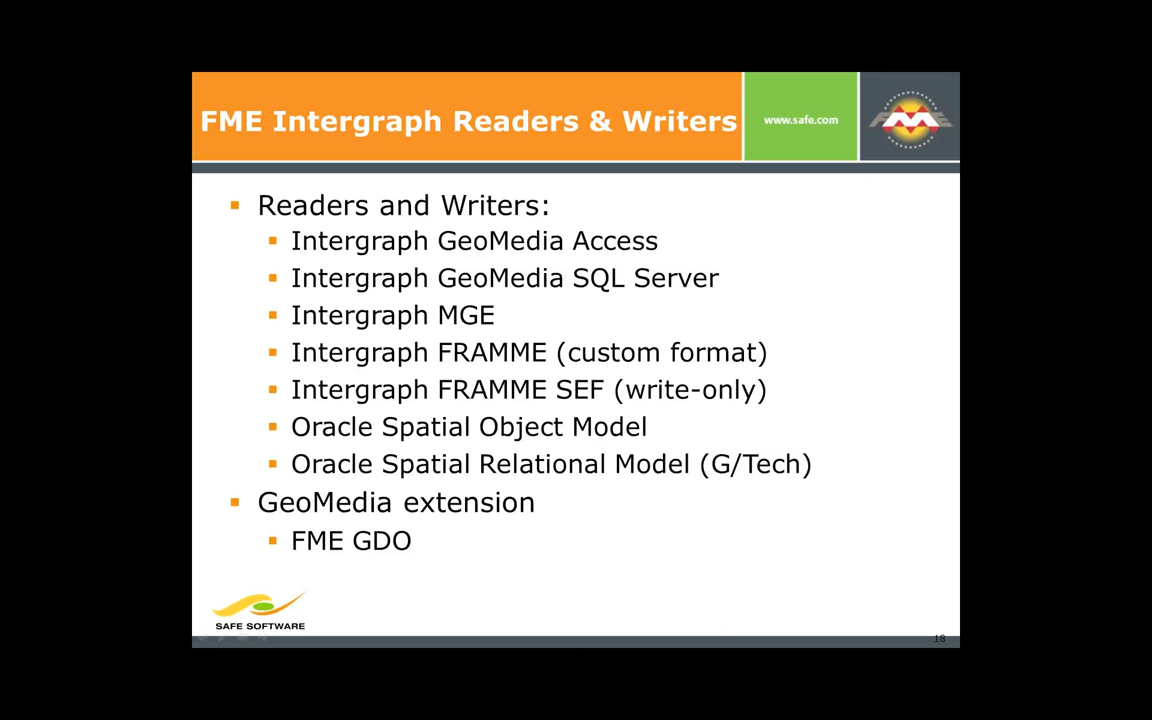 FME Intergraph Readers & Writers
www.safe.com
FME
Readers and Writers:
Intergraph GeoMedia Access
Intergraph GeoMedia SQL Server
Intergraph MGE
Intergraph FRAMME (custom format)
Intergraph FRAMME SEF (write-only)
Oracle Spatial Object Model
Oracle Spatial Relational Model (G/Tech)
GeoMedia extension
FME GDO
SAFE SOFTWARE
18